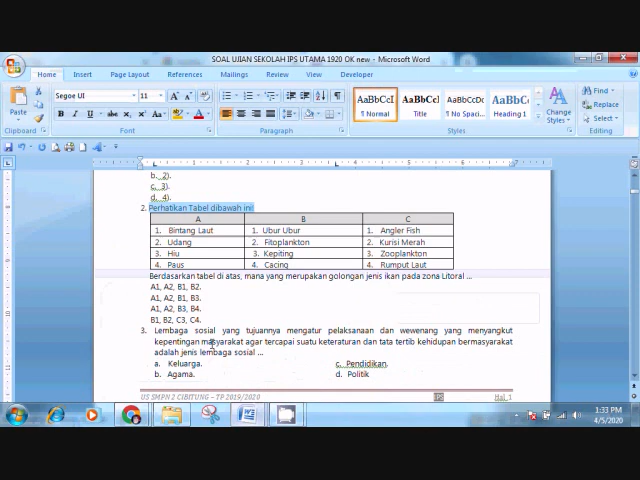 SOAL UJIAN SEKOLAH IPS UTAMA 1920 OK new - Microsoft Word
Home Insert Page Layout References Mailings Review View Developer
Segoe UI 11
Paste
B I U
AaBbCcI AaBbCcl AaBbCcDc AaBbCc
¶ Normal Title ¶ No Spaci... Heading 1
Change Styles
Find
Replace
Select
Clipboard Font Paragraph Styles Editing
b. 2).
c. 3).
d. 4).
2. Perhatikan Tabel dibawah ini!
A B C
1. Bintang Laut 1. Ubur Ubur 1. Angler Fish
2. Udang 2. Fitoplankton 2. Kurisi Merah
3. Hiu 3. Kepiting 3. Zooplankton
4. Paus 4. Cacing 4. Rumput Laut
Berdasarkan tabel di atas, mana yang merupakan golongan jenis ikan pada zona Litoral ...
A1, A2, B1, B2.
A1, A2, B1, B3.
A1, A2, B3, B4.
B1, B2, C3, C4.
3. Lembaga sosial yang tujuannya mengatur pelaksanaan dan wewenang yang menyangkut
kepentingan masyarakat agar tercapai suatu keteraturan dan tata tertib kehidupan bermasyarakat
adalah jenis lembaga sosial ...
a. Keluarga. c. Pendidikan.
b. Agama. d. Politik
US SMPN 2 CIBITUNG – TP 2019/2020 IPS Hal 1
1:33 PM
4/5/2020